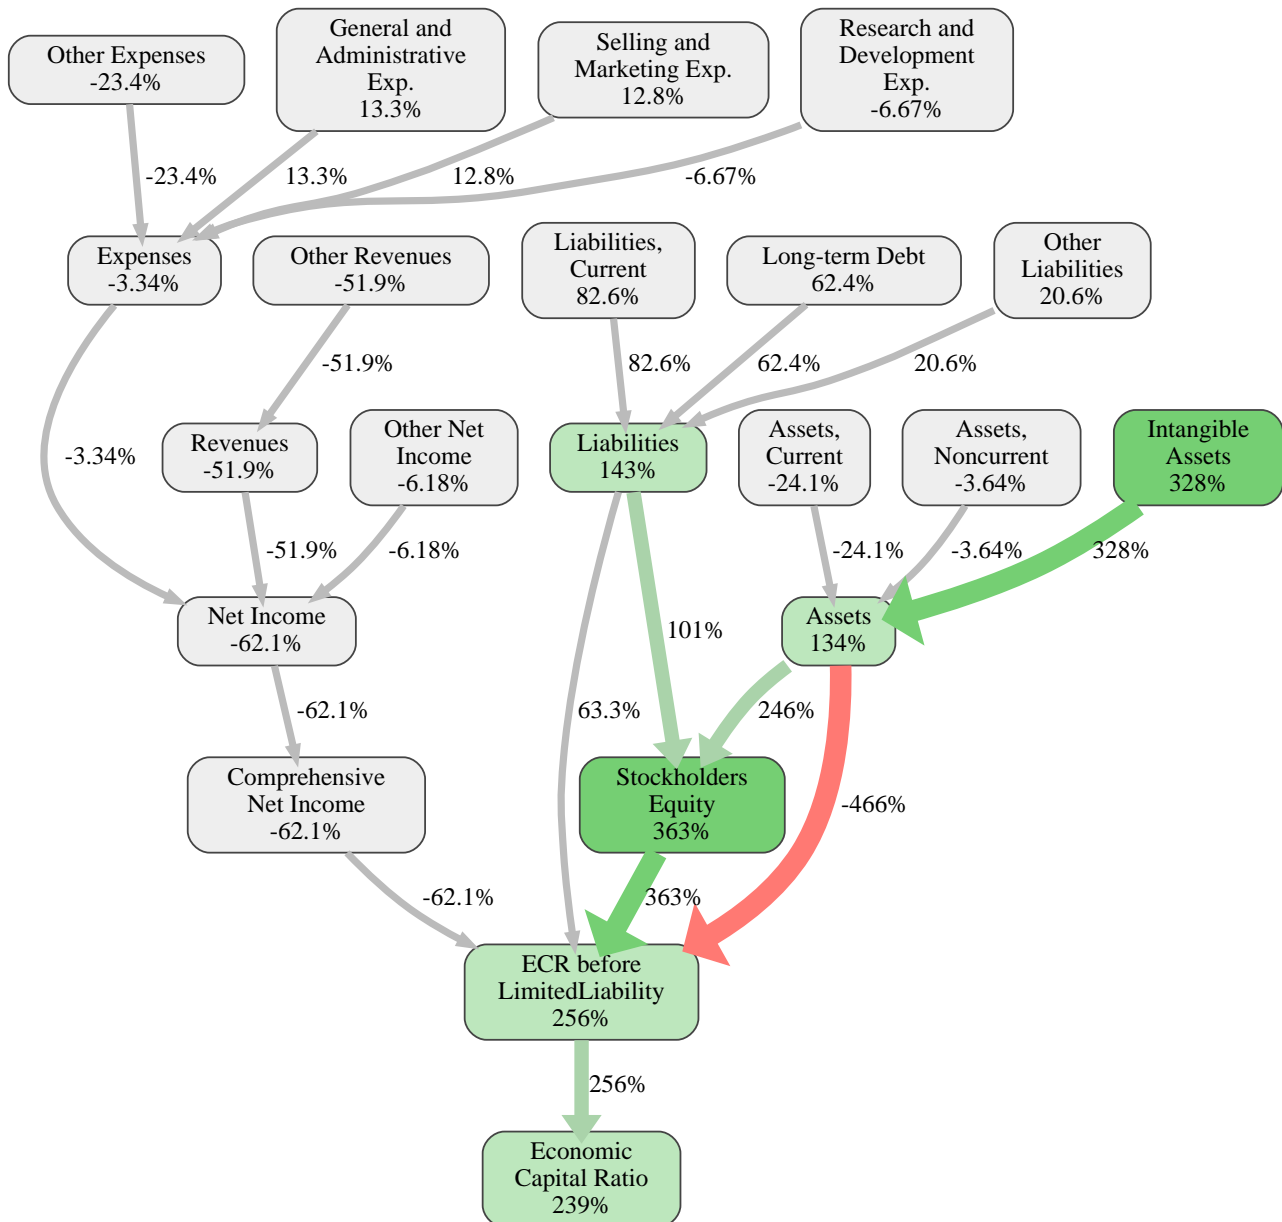 Other Expenses
-23.4%
General and
Administrative
Exp.
13.3%
Selling and
Marketing Exp.
12.8%
Research and
Development
Exp.
-6.67%
-23.4%
13.3%
12.8%
-6.67%
Expenses
-3.34%
Other Revenues
-51.9%
Liabilities,
Current
82.6%
Long-term Debt
62.4%
Other
Liabilities
20.6%
-51.9%
82.6%
62.4%
20.6%
-3.34%
Revenues
-51.9%
Other Net
Income
-6.18%
Liabilities
143%
Assets,
Current
-24.1%
Assets,
Noncurrent
-3.64%
Intangible
Assets
328%
-51.9%
-6.18%
-24.1%
-3.64%
328%
Net Income
-62.1%
101%
Assets
134%
-62.1%
63.3%
246%
Comprehensive
Net Income
-62.1%
Stockholders
Equity
363%
-466%
-62.1%
363%
ECR before
LimitedLiability
256%
256%
Economic
Capital Ratio
239%